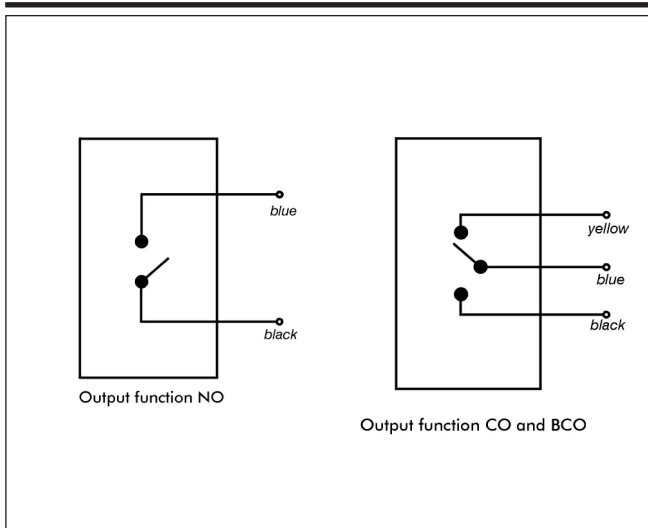 blue
black
Output function NO
yellow
blue
black
Output function CO and BCO